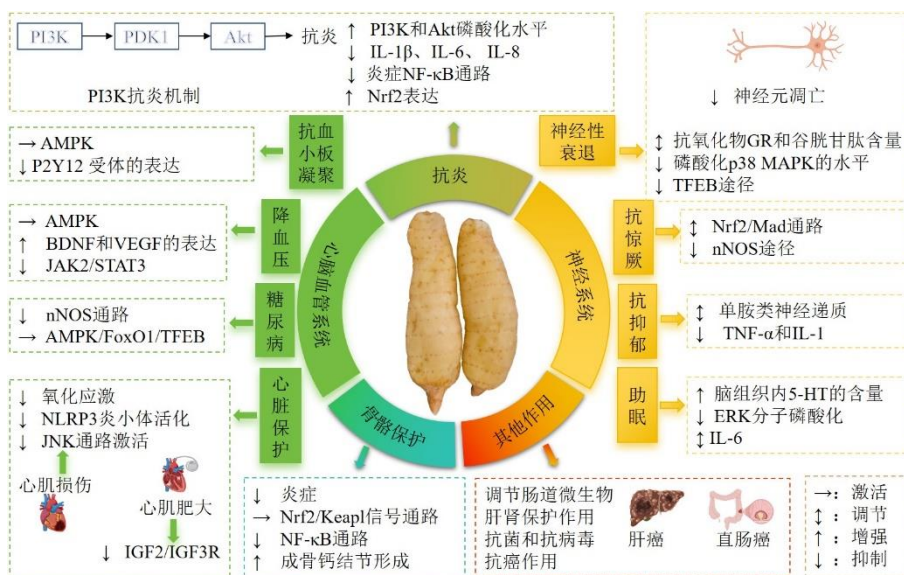 PI3K PDK1 Akt 抗炎
PI3K抗炎机制
↑ PI3K和Akt磷酸化水平
↓ IL-1β、IL-6、 IL-8
↓ 炎症NF-κB通路
↑ Nrf2表达
↓ 神经元凋亡
↕ 抗氧化物GR和谷胱甘肽含量
↓ 磷酸化p38 MAPK的水平
↓ TFEB途径
抗血
小板
凝聚
→ AMPK
↓ P2Y12 受体的表达
神经性
衰退
抗炎
降血压
→ AMPK
↑ BDNF和VEGF的表达
↓ JAK2/STAT3
抗惊厥
↕ Nrf2/Mad通路
↓ nNOS途径
心脑血管系统
神经系统
糖尿病
↓ nNOS通路
→ AMPK/FoxO1/TFEB
抗抑郁
↕ 单胺类神经递质
↓ TNF-α和IL-1
心脏保护
↓ 氧化应激
↓ NLRP3炎小体活化
↓ JNK通路激活
心肌损伤
心肌肥大
↓ IGF2/IGF3R
助眠
↑ 脑组织内5-HT的含量
↓ ERK分子磷酸化
↕ IL-6
骨骼保护
其他作用
↓ 炎症
→ Nrf2/Keapl信号通路
↓ NF-κB通路
↑ 成骨钙结节形成
调节肠道微生物
肝肾保护作用
抗菌和抗病毒
抗癌作用
肝癌
直肠癌
→：激活
↕：调节
↑：增强
↓：抑制